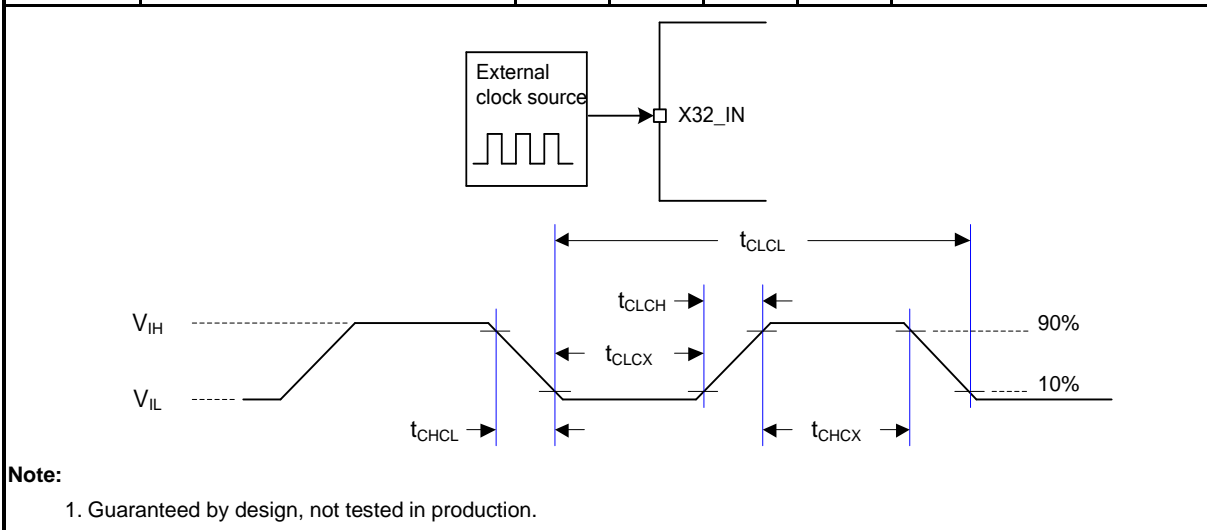 External
clock source
X32_IN
tCLCL
tCLCH
VIH
90%
tCLCX
VIL
10%
tCHCL
tCHCX
Note:
1. Guaranteed by design, not tested in production.